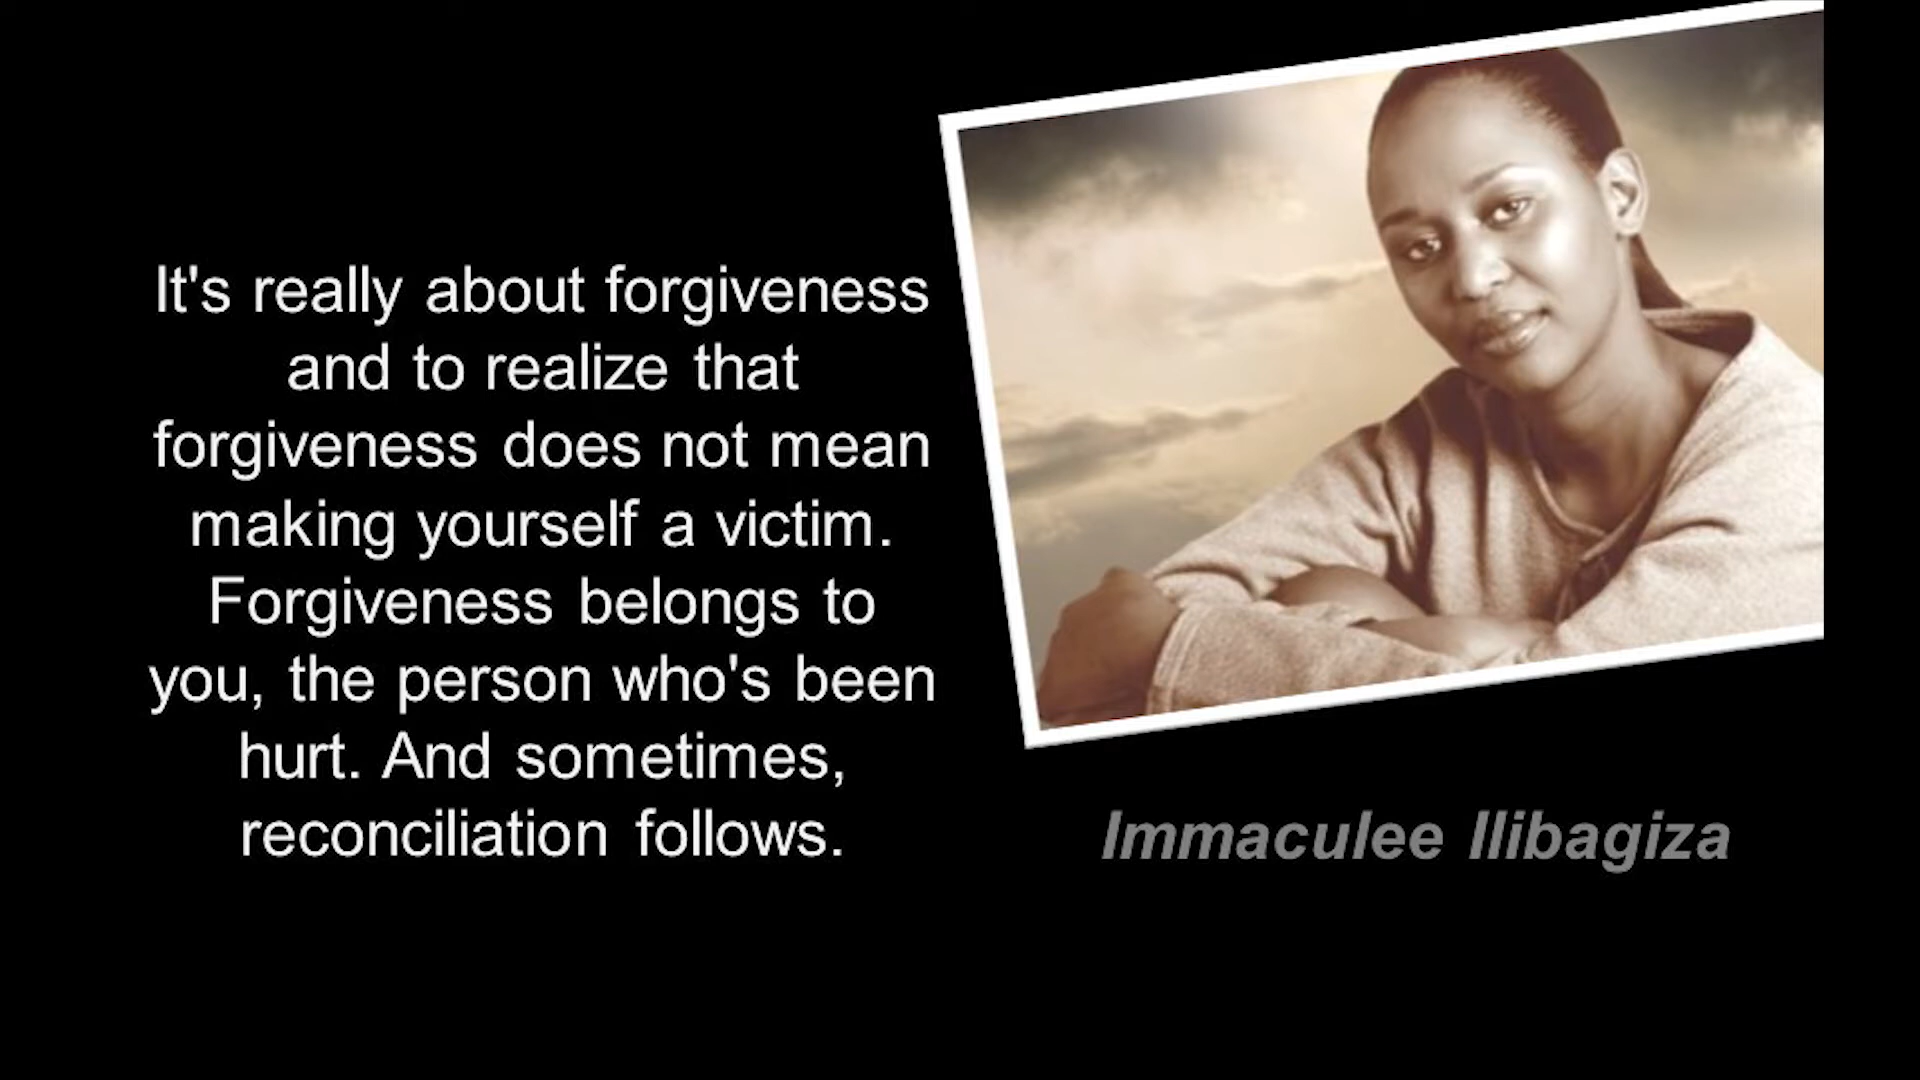 It's really about forgiveness
and to realize that
forgiveness does not mean
making yourself a victim.
Forgiveness belongs to
you, the person who's been
hurt. And sometimes,
reconciliation follows.
Immaculee Ilibagiza